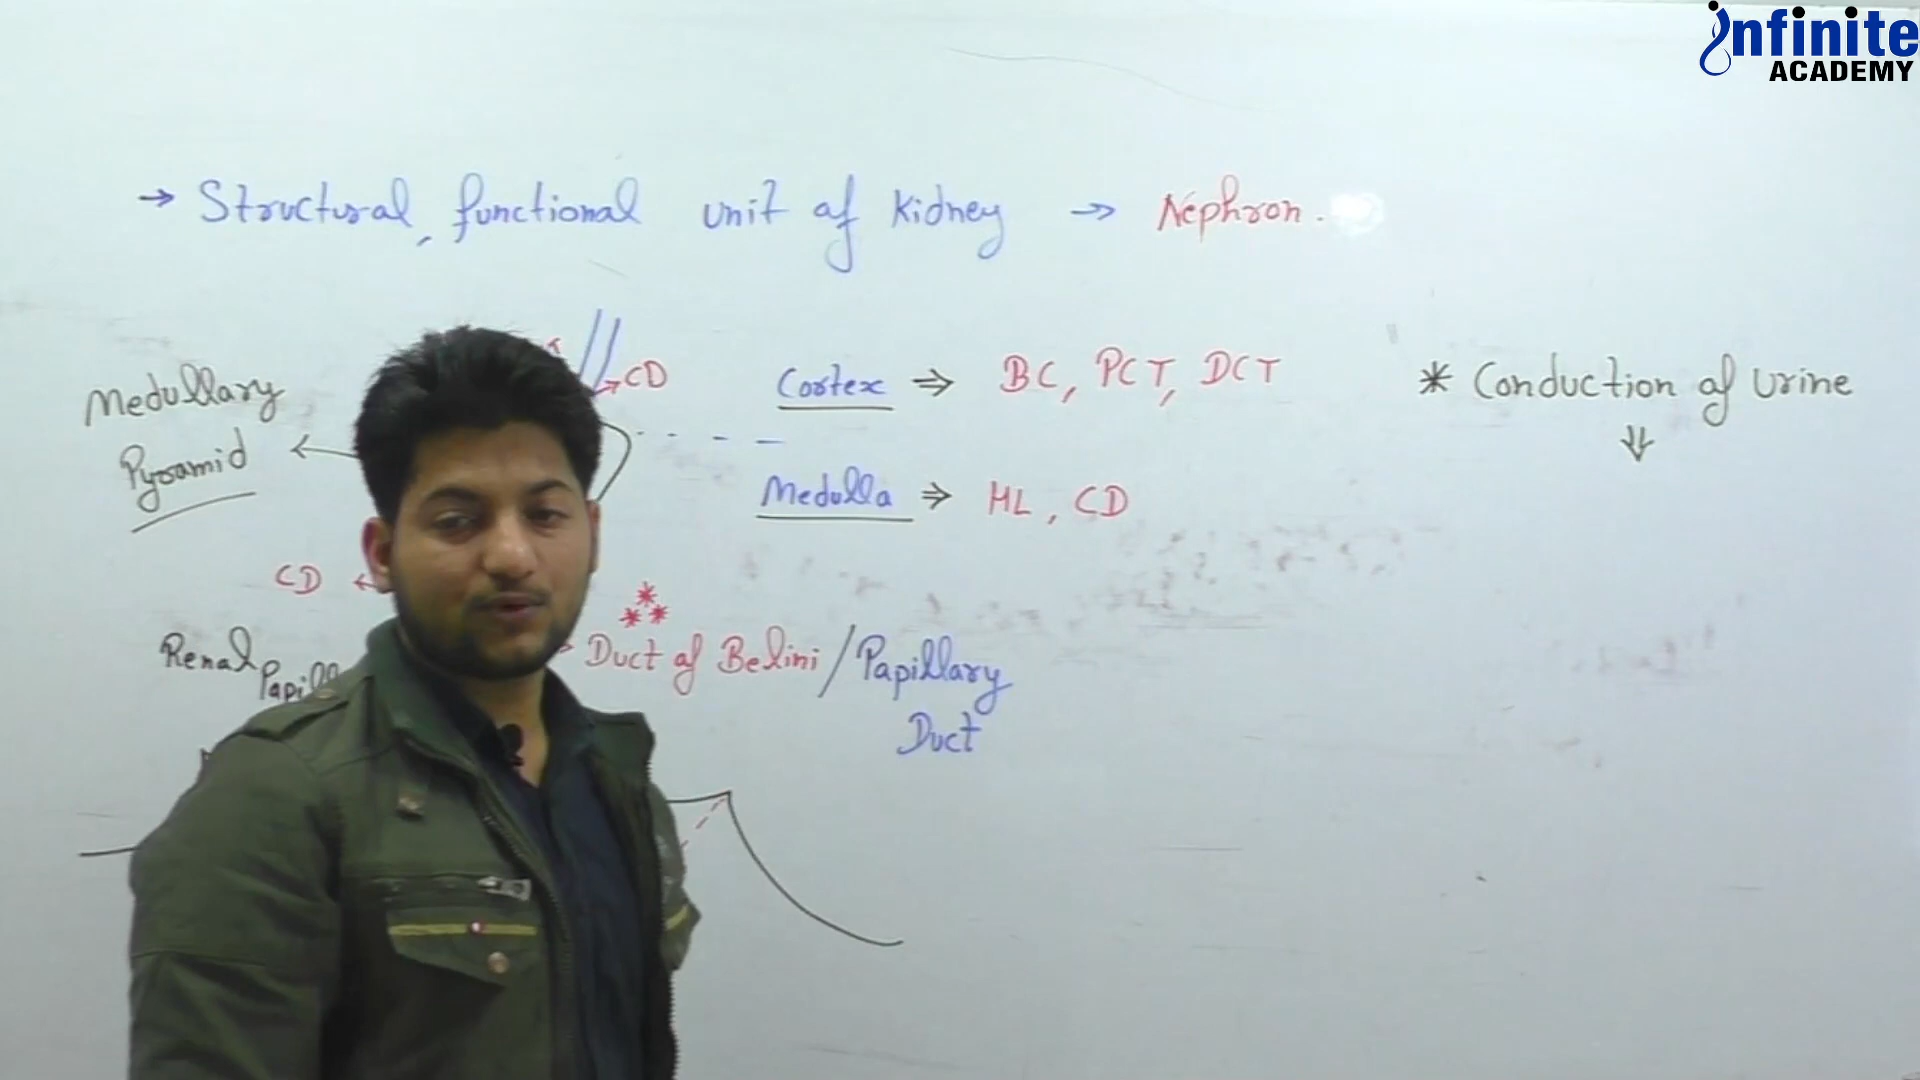 infinite
ACADEMY
→ Structural, functional unit of Kidney → Nephron.
CD
Medullary
Pyramid
Cortex ⇒ BC, PCT, DCT
* Conduction of Urine
Medulla ⇒ HL, CD
CD
Renal
Duct of Belini / Papillary
Duct